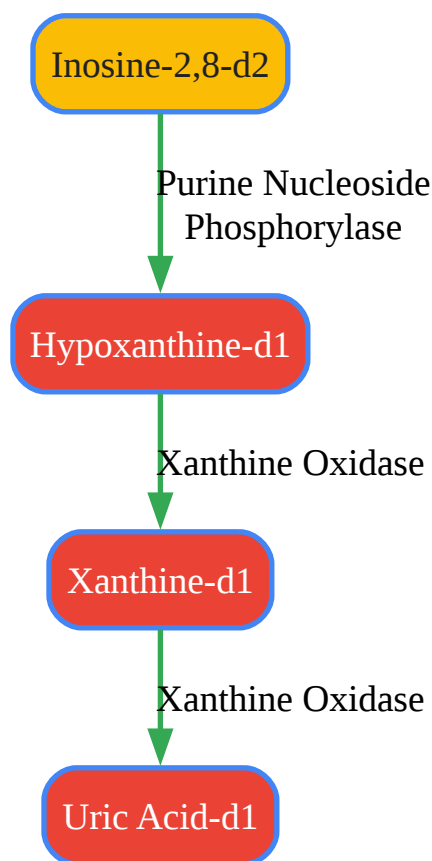 Inosine-2,8-d2
Purine Nucleoside
Phosphorylase
Hypoxanthine-d1
Xanthine Oxidase
Xanthine-d1
Xanthine Oxidase
Uric Acid-d1